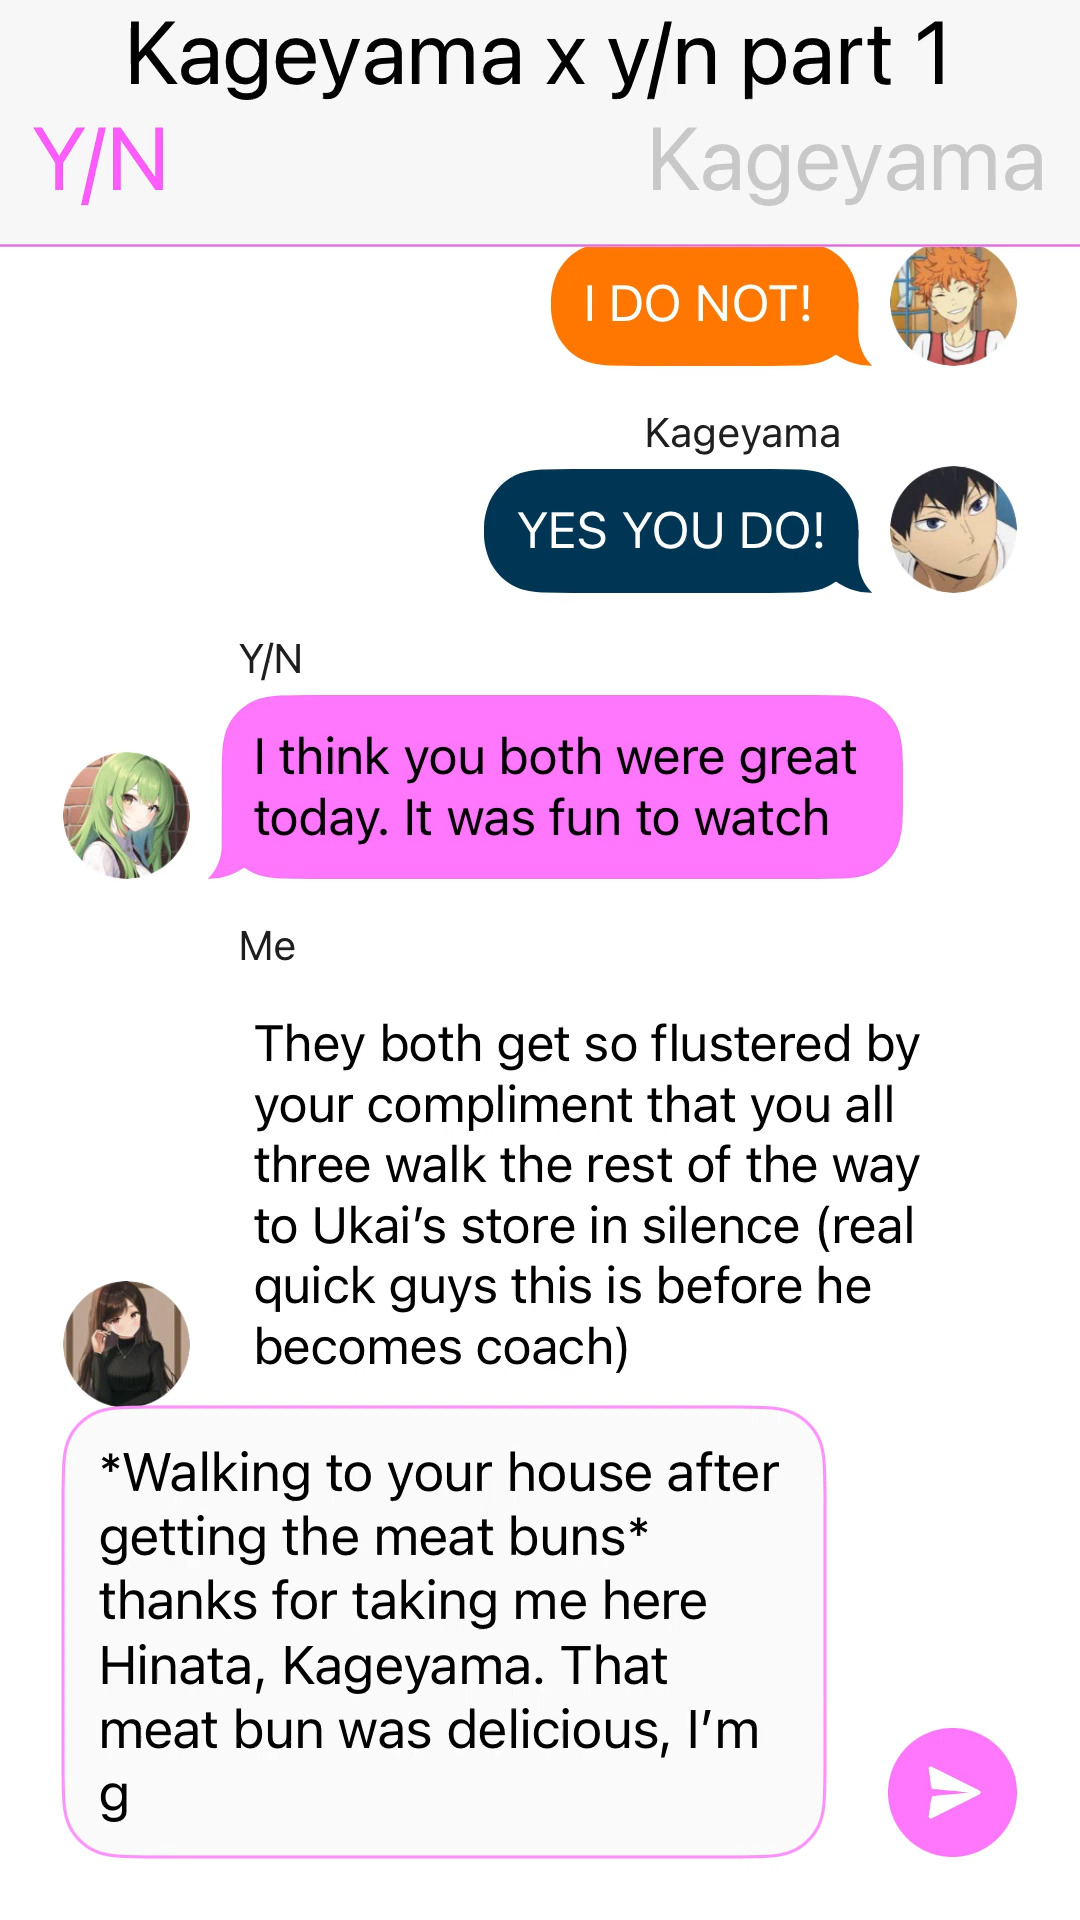 Kageyama x y/n part 1
Y/N
Kageyama
I DO NOT!
Kageyama
YES YOU DO!
Y/N
I think you both were great
today. It was fun to watch
Me
They both get so flustered by
your compliment that you all
three walk the rest of the way
to Ukai’s store in silence (real
quick guys this is before he
becomes coach)
*Walking to your house after
getting the meat buns*
thanks for taking me here
Hinata, Kageyama. That
meat bun was delicious, I’m
g